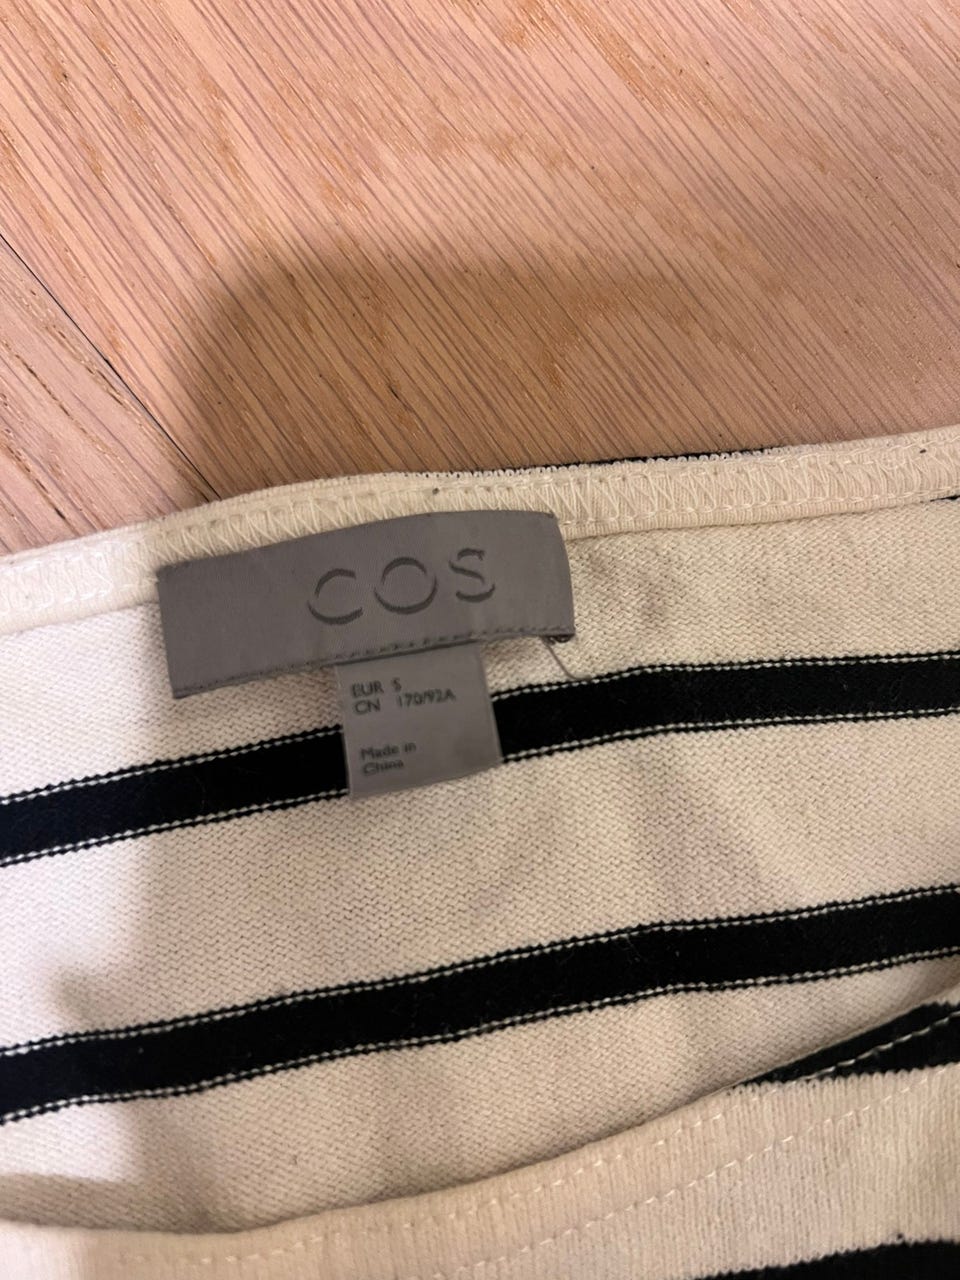 COS
EUR S
CN 170/92A
Made in
China